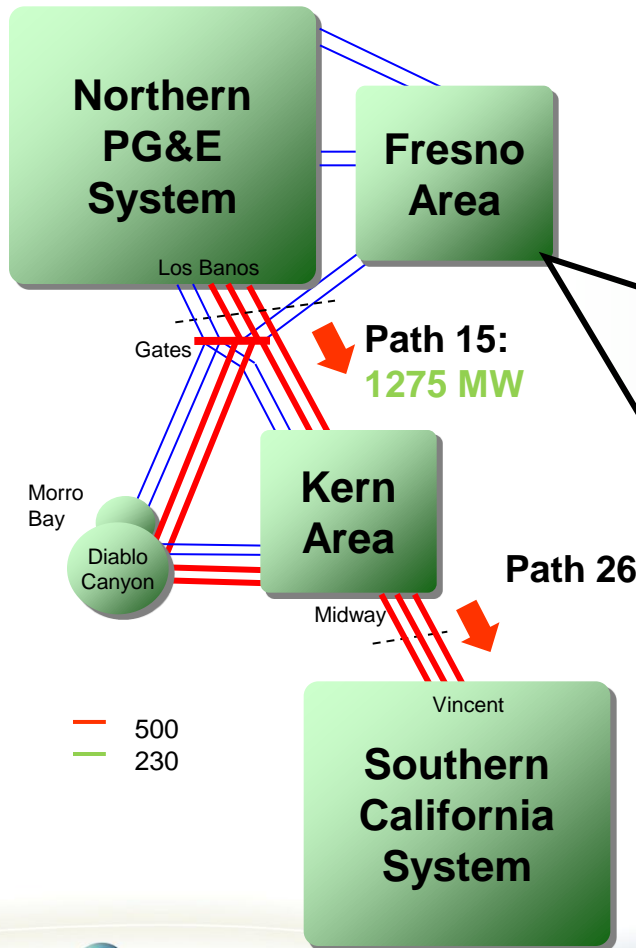 Northern
PG&E
System
Fresno
Area
Los Banos
Gates
Path 15:
1275 MW
Morro
Bay
Kern
Area
Diablo
Canyon
Path 26
Midway
Vincent
500
230
Southern
California
System